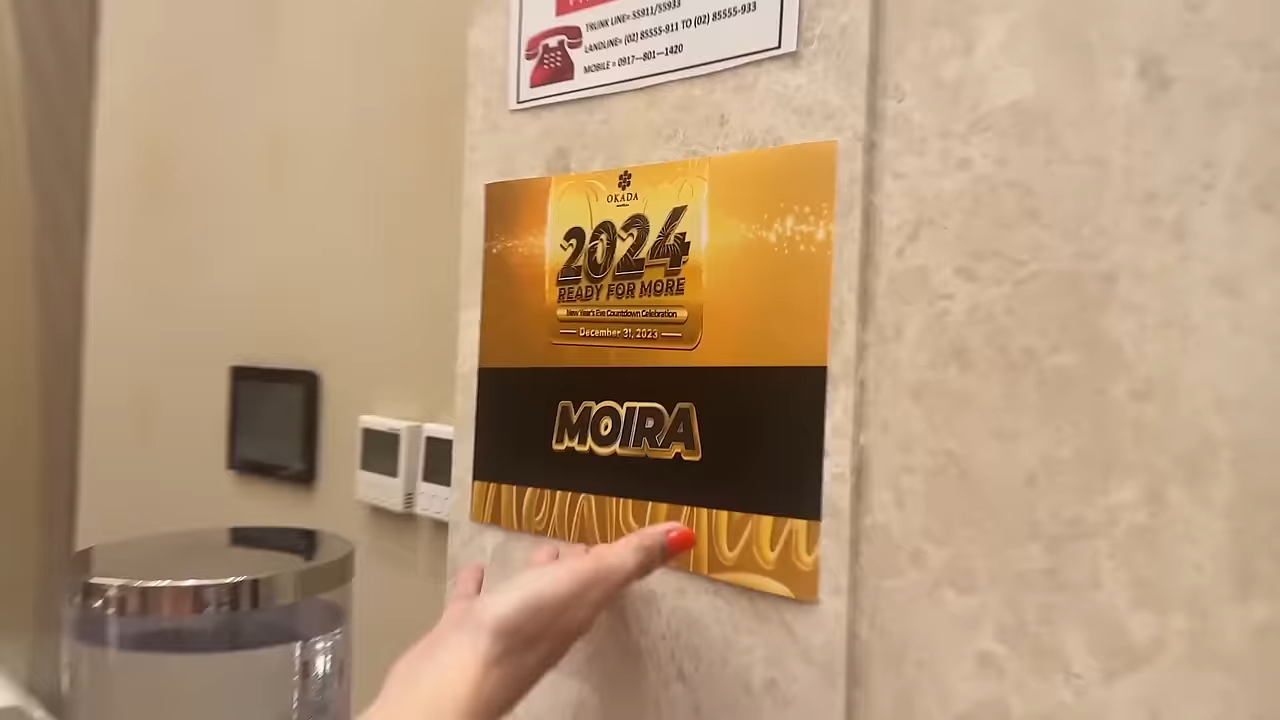 TRUNK LINE= 55911/55933
LANDLINE= (02) 85555-911 TO (02) 85555-933
MOBILE = 0917—801—1420
OKADA
2024
READY FOR MORE
New Year's Eve Countdown Celebration
December 31, 2023
MOIRA